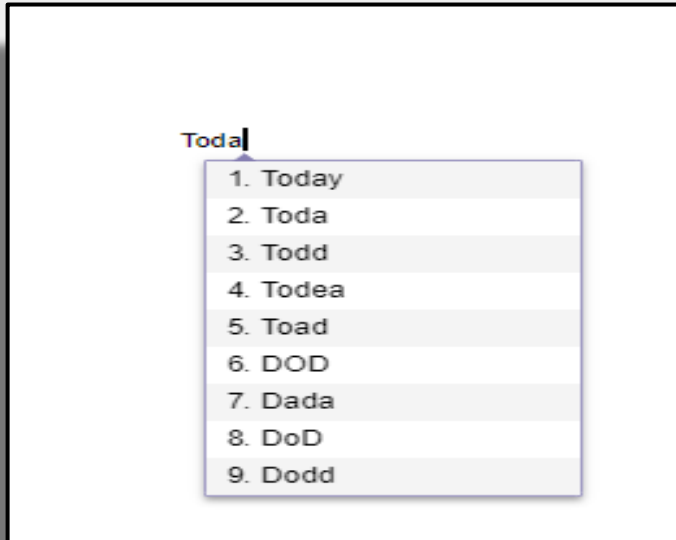 Toda
1. Today
2. Toda
3. Todd
4. Todea
5. Toad
6. DOD
7. Dada
8. DoD
9. Dodd